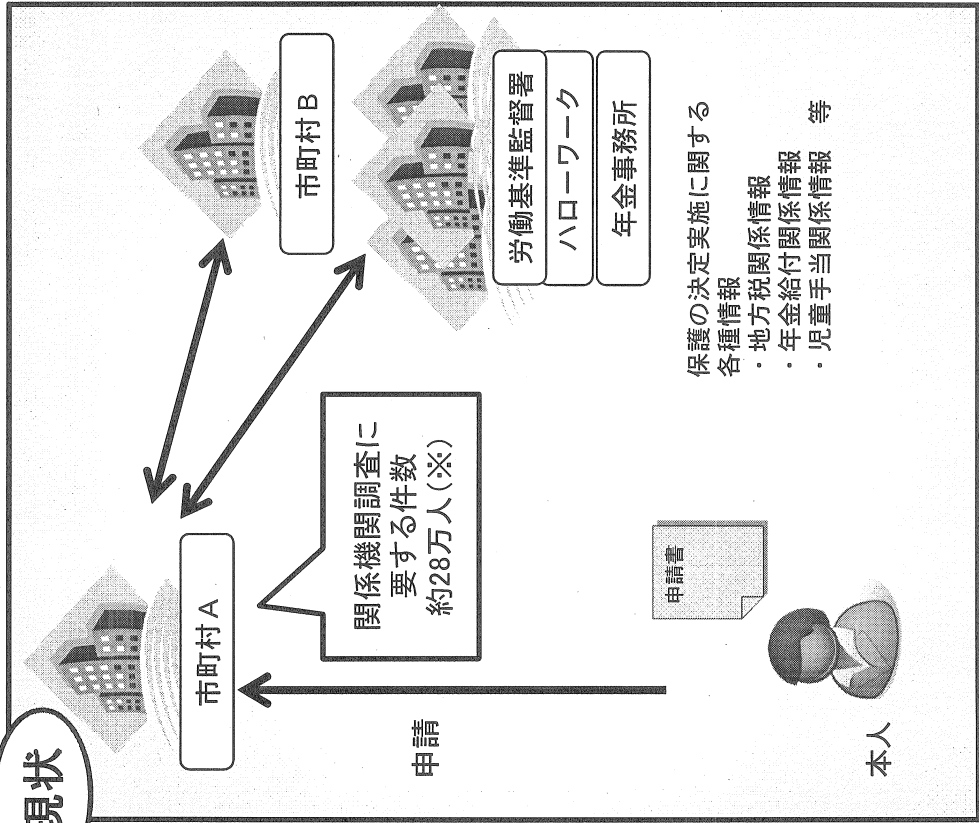 現状
市町村A
市町村B
労働基準監督署
ハローワーク
年金事務所
関係機関調査に
要する件数
約28万人(※)
申請
申請書
本人
保護の決定実施に関する
各種情報
・地方税関係情報
・年金給付関係情報
・児童手当関係情報　等